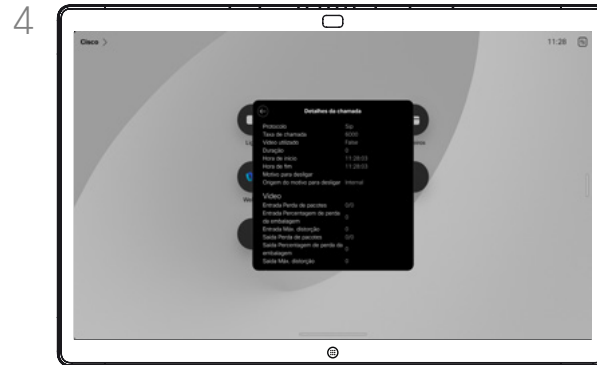 4
Cisco
11:28
Detalhes da chamada
Protocolo Sip
Taxa de chamada 6000
Vídeo utilizado False
Duração 0
Hora de início 11:28:03
Hora de fim 11:28:03
Motivo para desligar
Origem do motivo para desligar Internal
Vídeo
Entrada Perda de pacotes 0/0
Entrada Percentagem de perda
da embalagem 0
Entrada Máx. distorção 0
Saída Perda de pacotes 0/0
Saída Percentagem de perda da
embalagem 0
Saída Máx. distorção 0